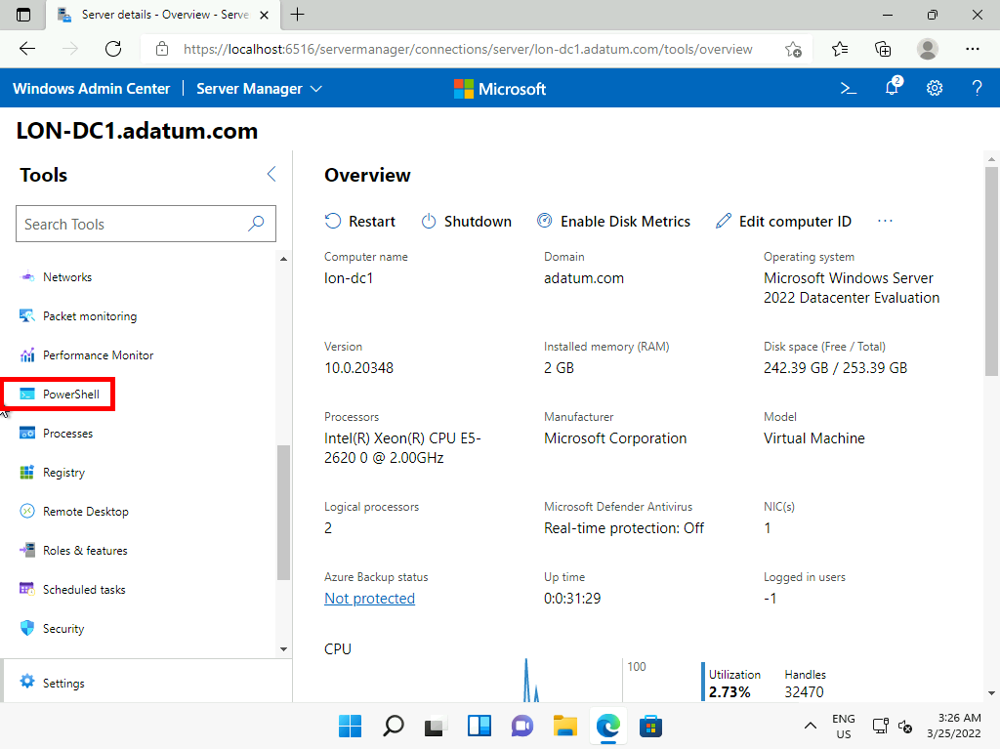 Server details - Overview - Serve
https://localhost:6516/servermanager/connections/server/lon-dc1.adatum.com/tools/overview
Windows Admin Center
Server Manager
Microsoft
2
?
LON-DC1.adatum.com
Tools
Search Tools
Networks
Packet monitoring
Performance Monitor
PowerShell
Processes
Registry
Remote Desktop
Roles & features
Scheduled tasks
Security
Settings
Overview
Restart
Shutdown
Enable Disk Metrics
Edit computer ID
...
Computer name
lon-dc1
Domain
adatum.com
Operating system
Microsoft Windows Server
2022 Datacenter Evaluation
Version
10.0.20348
Installed memory (RAM)
2 GB
Disk space (Free / Total)
242.39 GB / 253.39 GB
Processors
Intel(R) Xeon(R) CPU E5-
2620 0 @ 2.00GHz
Manufacturer
Microsoft Corporation
Model
Virtual Machine
Logical processors
2
Microsoft Defender Antivirus
Real-time protection: Off
NIC(s)
1
Azure Backup status
Not protected
Up time
0:0:31:29
Logged in users
-1
CPU
100
Utilization
2.73%
Handles
32470
ENG
US
3:26 AM
3/25/2022